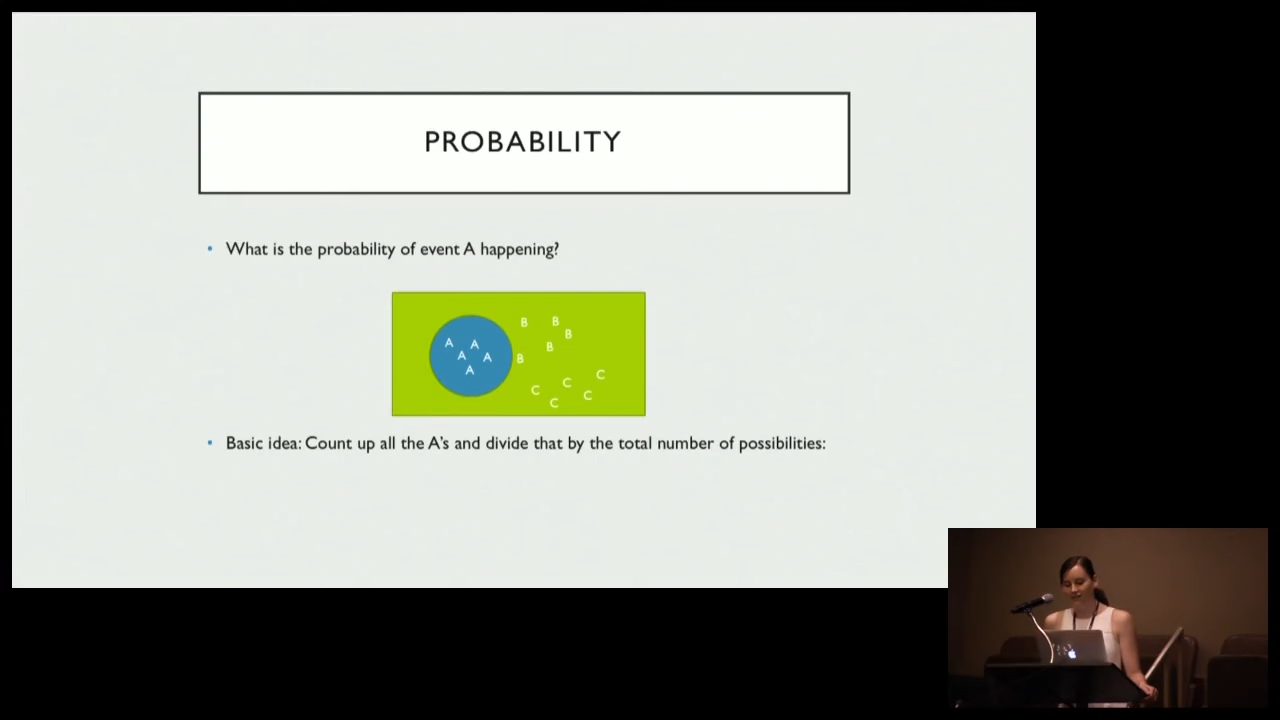 PROBABILITY
• What is the probability of event A happening?
B B
B
A A
B
A A B
A
C
C
C
C
C
• Basic idea: Count up all the A's and divide that by the total number of possibilities: